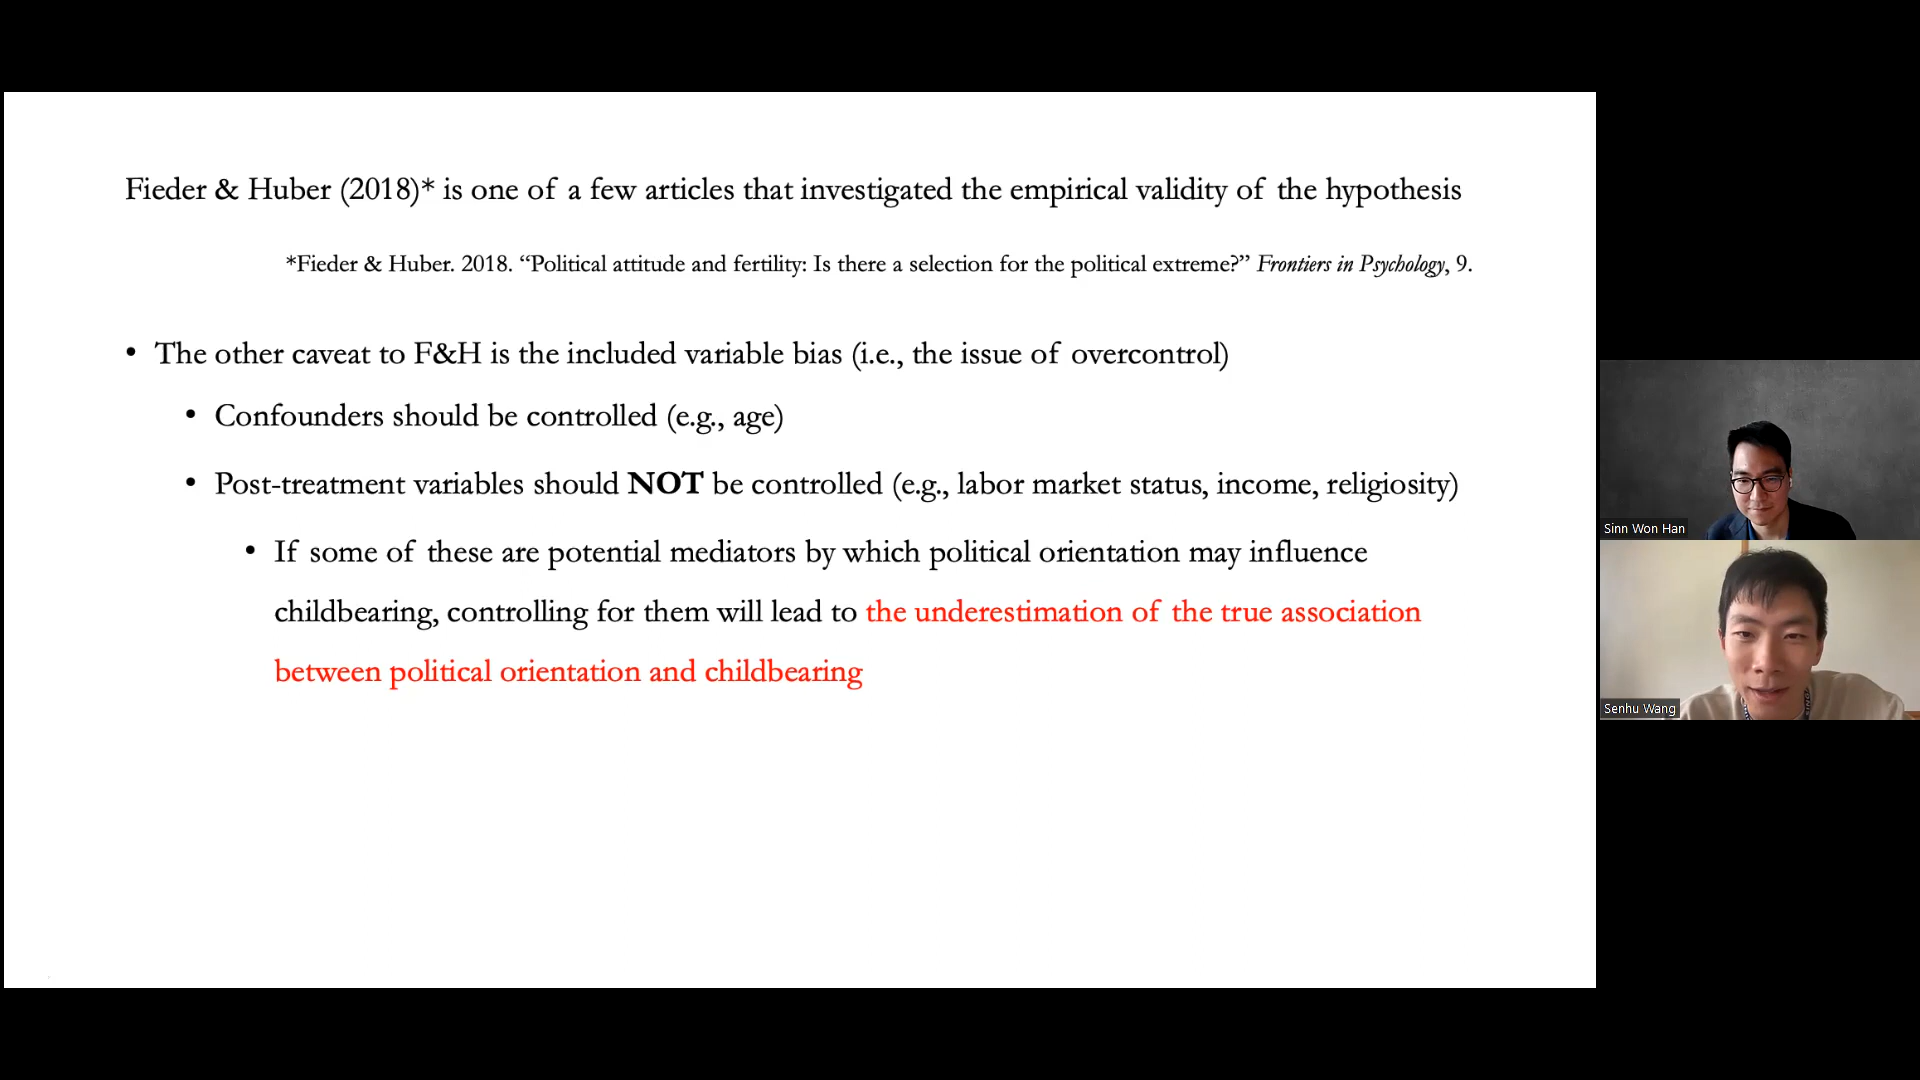 Fieder & Huber (2018)* is one of a few articles that investigated the empirical validity of the hypothesis
*Fieder & Huber. 2018. “Political attitude and fertility: Is there a selection for the political extreme?” Frontiers in Psychology, 9.
• The other caveat to F&H is the included variable bias (i.e., the issue of overcontrol)
• Confounders should be controlled (e.g., age)
• Post-treatment variables should NOT be controlled (e.g., labor market status, income, religiosity)
• If some of these are potential mediators by which political orientation may influence
childbearing, controlling for them will lead to the underestimation of the true association
between political orientation and childbearing
Sinn Won Han
Senhu Wang